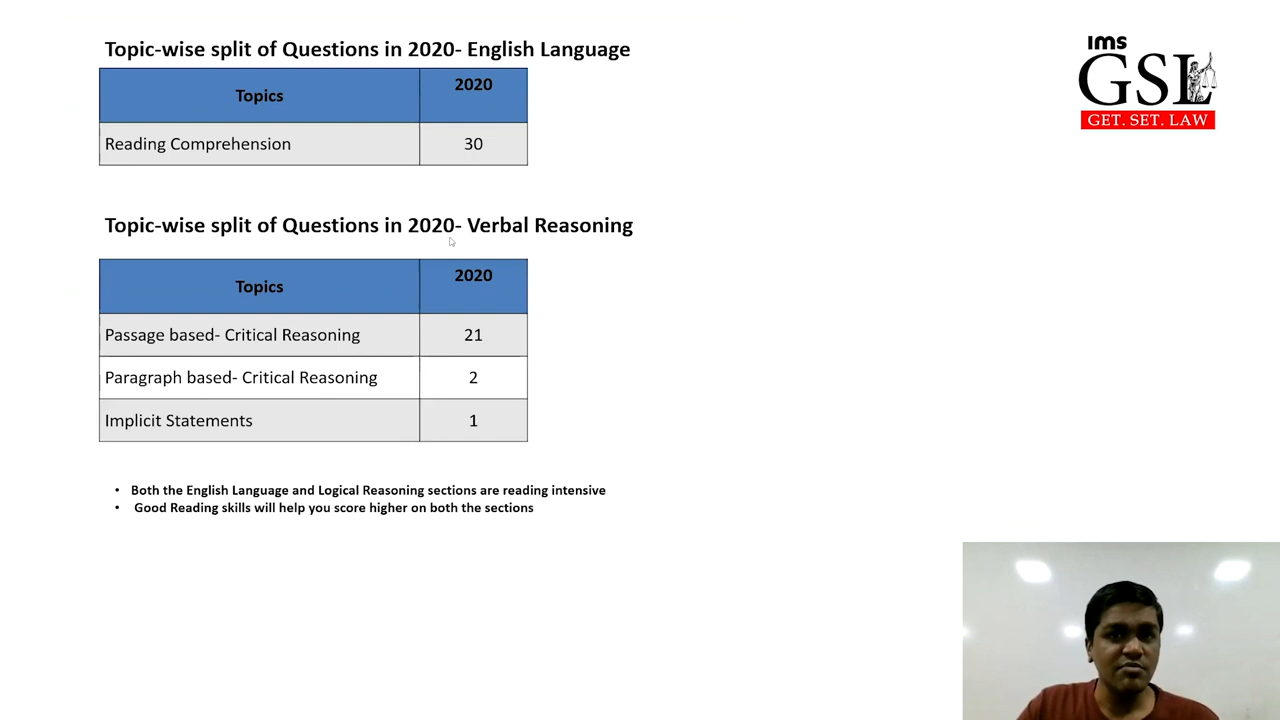 Topic-wise split of Questions in 2020- English Language
Topics 2020
Reading Comprehension 30
Topic-wise split of Questions in 2020- Verbal Reasoning
Topics 2020
Passage based- Critical Reasoning 21
Paragraph based- Critical Reasoning 2
Implicit Statements 1
• Both the English Language and Logical Reasoning sections are reading intensive
• Good Reading skills will help you score higher on both the sections
ims
GSL
GET. SET. LAW